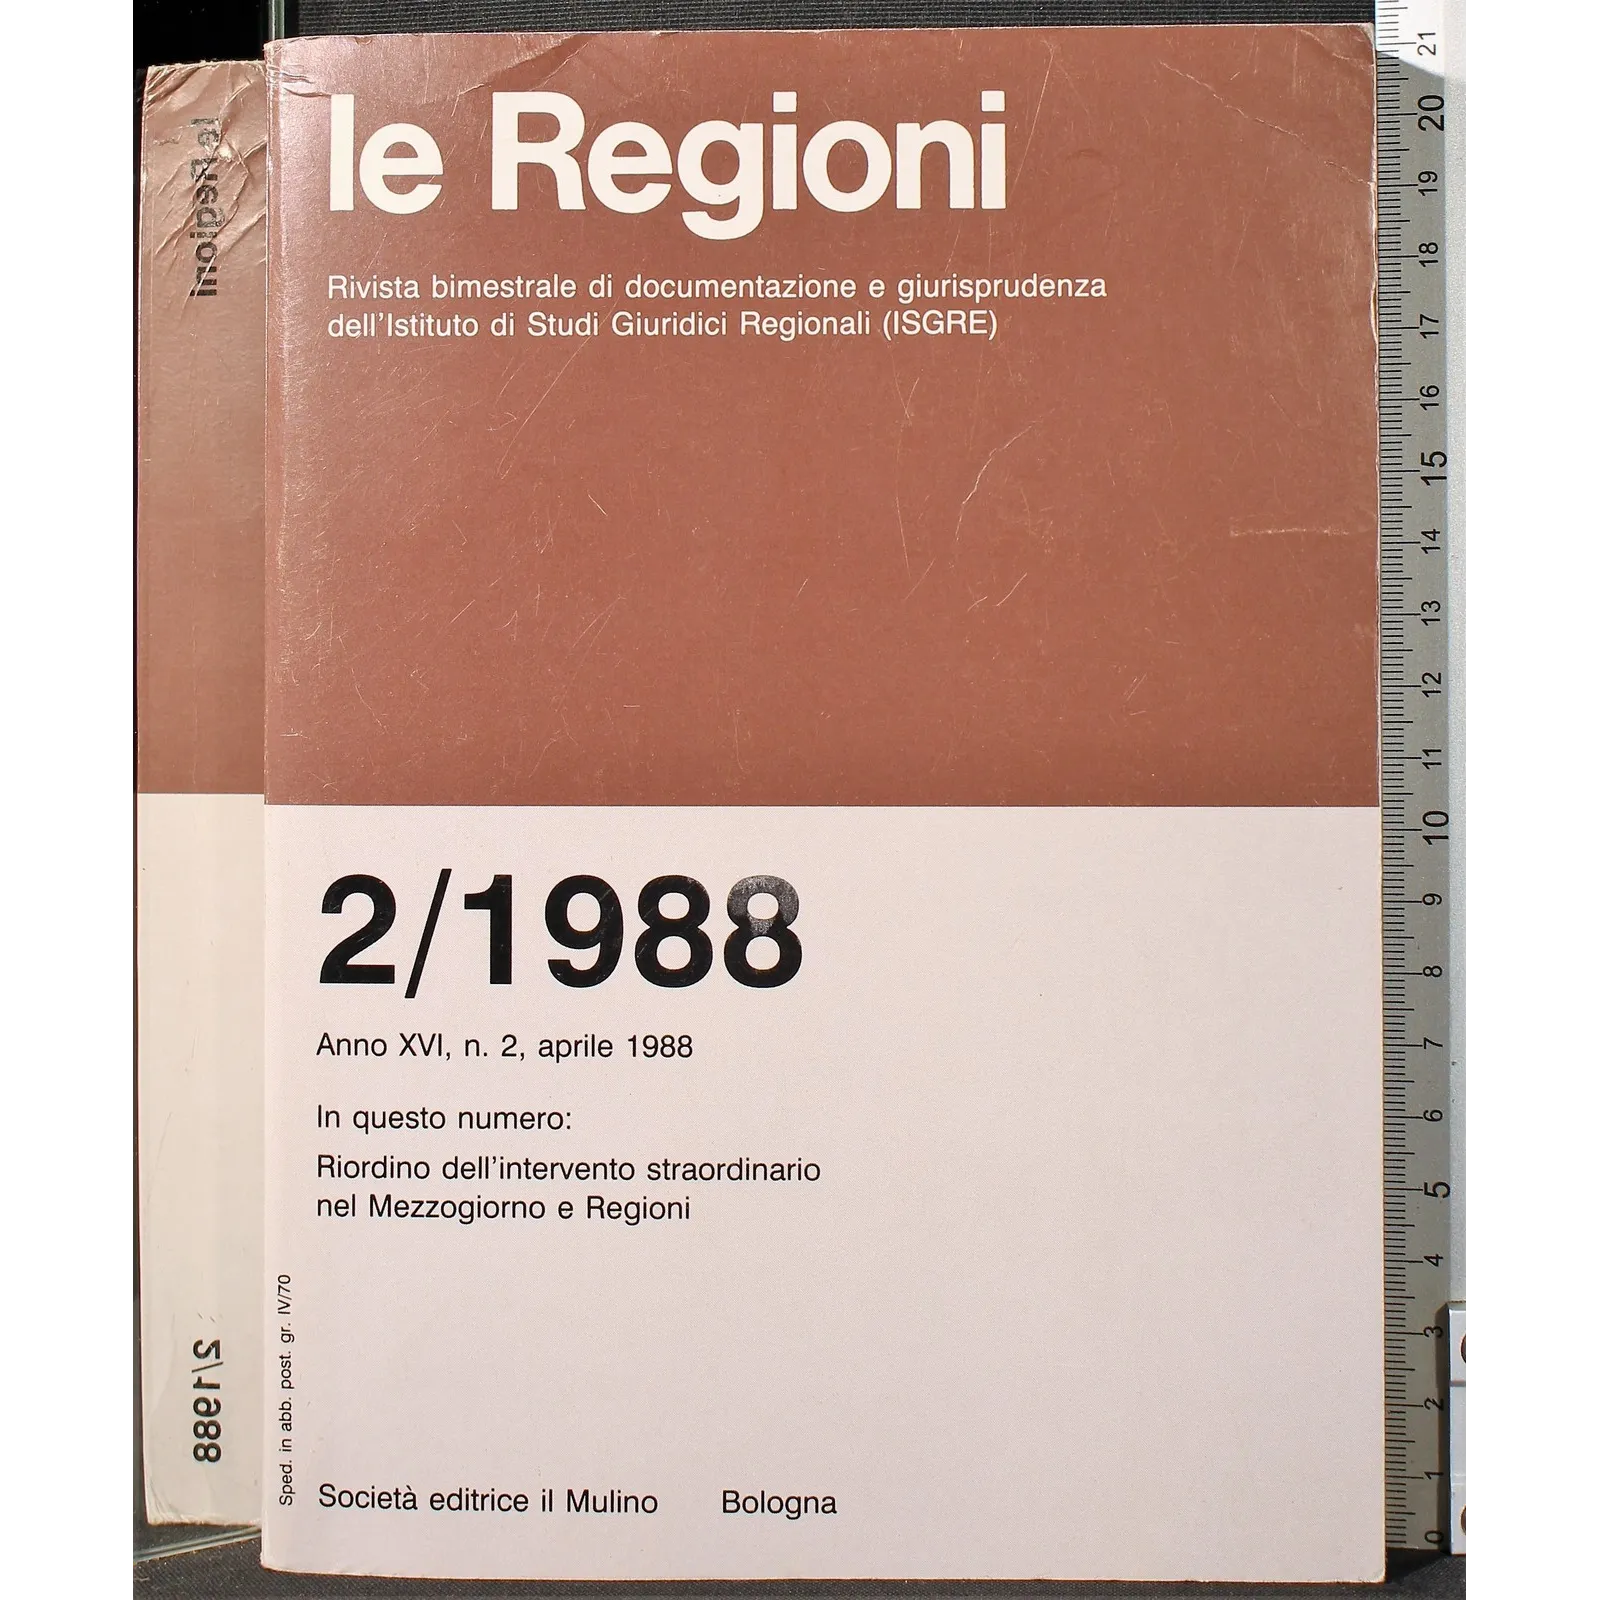 le Regioni
Rivista bimestrale di documentazione e giurisprudenza
dell'Istituto di Studi Giuridici Regionali (ISGRE)
2/1988
Anno XVI, n. 2, aprile 1988
In questo numero:
Riordino dell'intervento straordinario
nel Mezzogiorno e Regioni
Sped. in abb. post. gr. IV/70
Società editrice il Mulino Bologna
le Regioni
2/1988
21
20
19
18
17
16
15
14
13
12
11
10
9
8
7
6
5
4
3
2
1
0